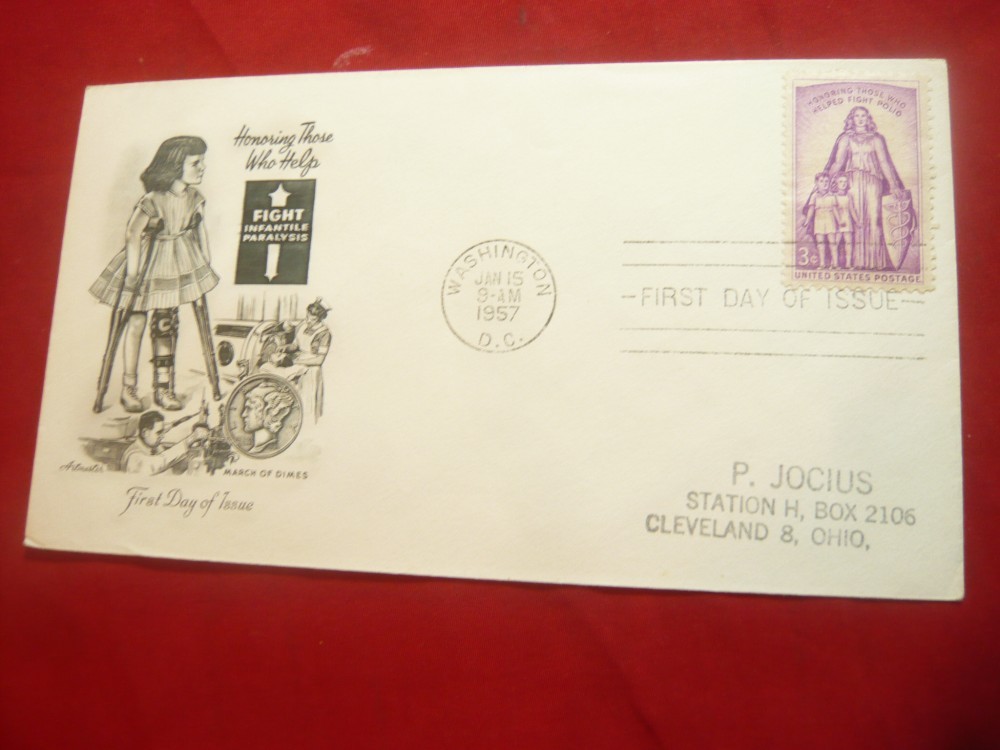 Honoring Those
Who Help
FIGHT
INFANTILE
PARALYSIS
MARCH OF DIMES
Artmaster
First Day of Issue
WASHINGTON
JAN 15
9-AM
1957
D.C.
HONORING THOSE WHO
HELPED FIGHT POLIO
3¢
UNITED STATES POSTAGE
FIRST DAY OF ISSUE
P. JOCIUS
STATION H, BOX 2106
CLEVELAND 8, OHIO,